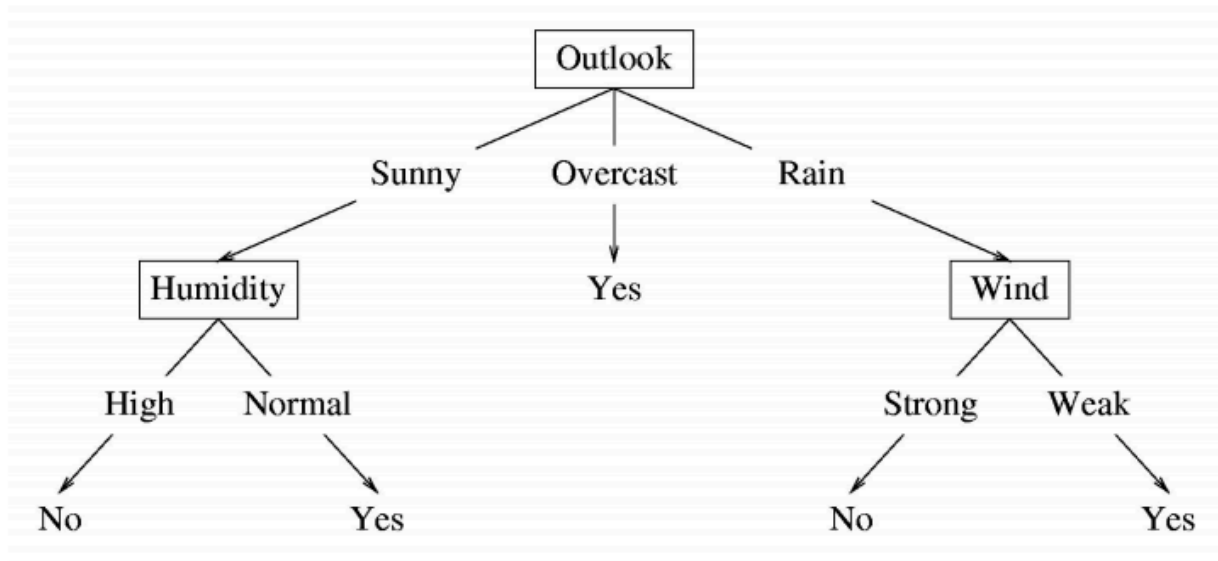 Outlook
Sunny Overcast Rain
Humidity Yes Wind
High Normal Strong Weak
No Yes No Yes